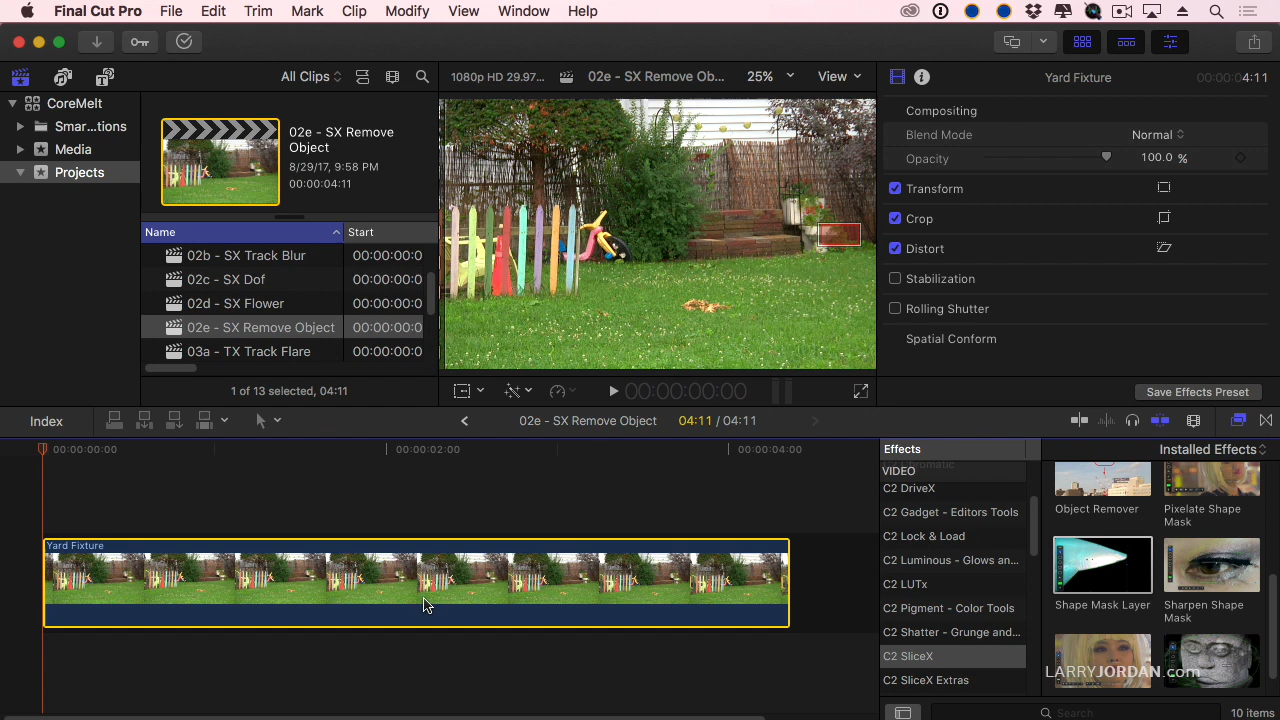 Final Cut Pro File Edit Trim Mark Clip Modify View Window Help
All Clips
1080p HD 29.97...
02e - SX Remove Ob...
25%
View
Yard Fixture
00:00:04:11
CoreMelt
Smar...tions
Media
Projects
02e - SX Remove
Object
8/29/17, 9:58 PM
00:00:04:11
Name Start
02b - SX Track Blur 00:00:00:0
02c - SX Dof 00:00:00:0
02d - SX Flower 00:00:00:0
02e - SX Remove Object 00:00:00:0
03a - TX Track Flare 00:00:00:0
1 of 13 selected, 04:11
00:00:00:00
Compositing
Blend Mode Normal
Opacity 100.0 %
Transform
Crop
Distort
Stabilization
Rolling Shutter
Spatial Conform
Save Effects Preset
Index
02e - SX Remove Object
04:11 / 04:11
00:00:00:00
00:00:02:00
00:00:04:00
Yard Fixture
Effects
Installed Effects
VIDEO
C2 DriveX
C2 Gadget - Editors Tools
C2 Lock & Load
C2 Luminous - Glows an...
C2 LUTx
C2 Pigment - Color Tools
C2 Shatter - Grunge and...
C2 SliceX
C2 SliceX Extras
Object Remover
Pixelate Shape
Mask
Shape Mask Layer
Sharpen Shape
Mask
LARRYJORDAN.com
Search
10 items